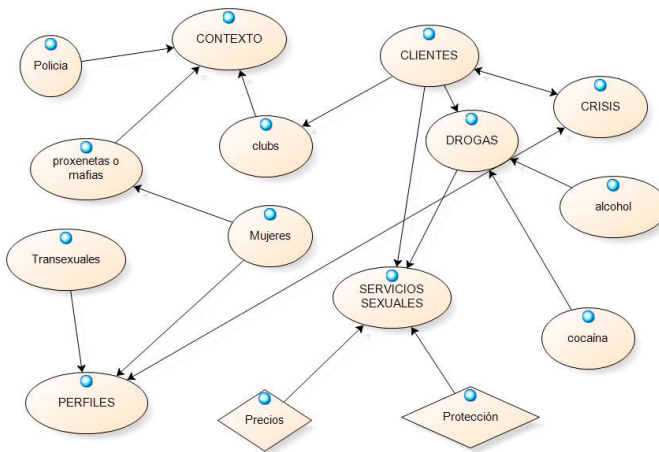 CONTEXTO
Policia
CLIENTES
CRISIS
clubs
DROGAS
proxenetas o
mafias
alcohol
Mujeres
Transexuales
SERVICIOS
SEXUALES
cocaína
PERFILES
Precios
Protección